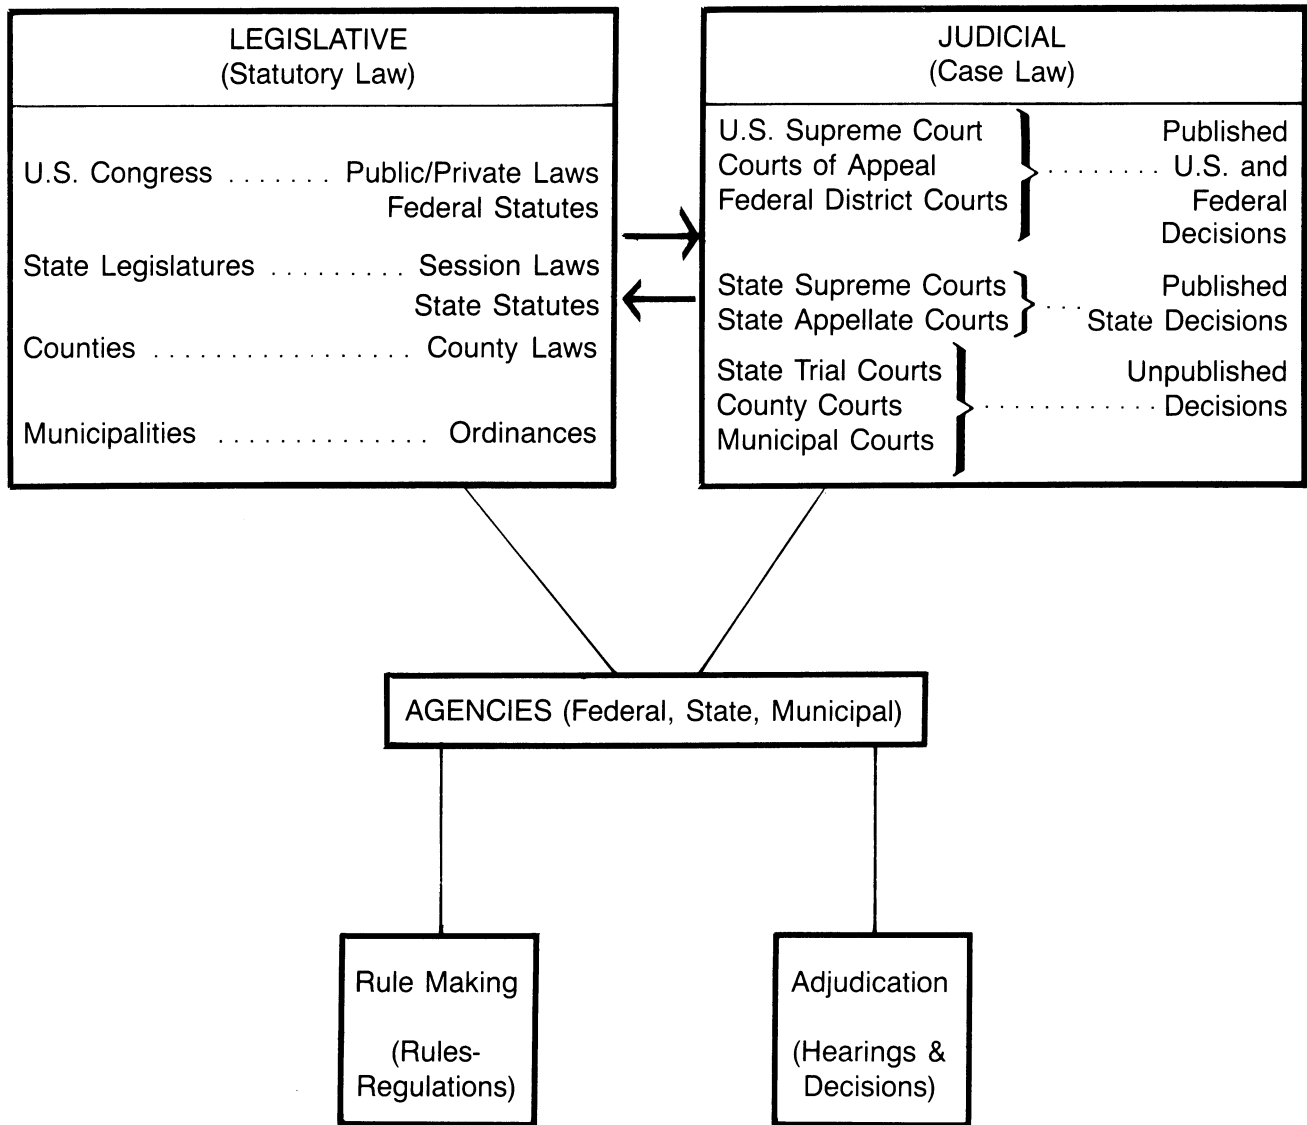 LEGISLATIVE
(Statutory Law)
U.S. Congress ....... Public/Private Laws
Federal Statutes
State Legislatures ......... Session Laws
State Statutes
Counties ................. County Laws
Municipalities .............. Ordinances
JUDICIAL
(Case Law)
U.S. Supreme Court Published
Courts of Appeal ........ U.S. and
Federal District Courts Federal
Decisions
State Supreme Courts Published
State Appellate Courts ... State Decisions
State Trial Courts Unpublished
County Courts ............ Decisions
Municipal Courts
AGENCIES (Federal, State, Municipal)
Rule Making
(Rules-
Regulations)
Adjudication
(Hearings &
Decisions)